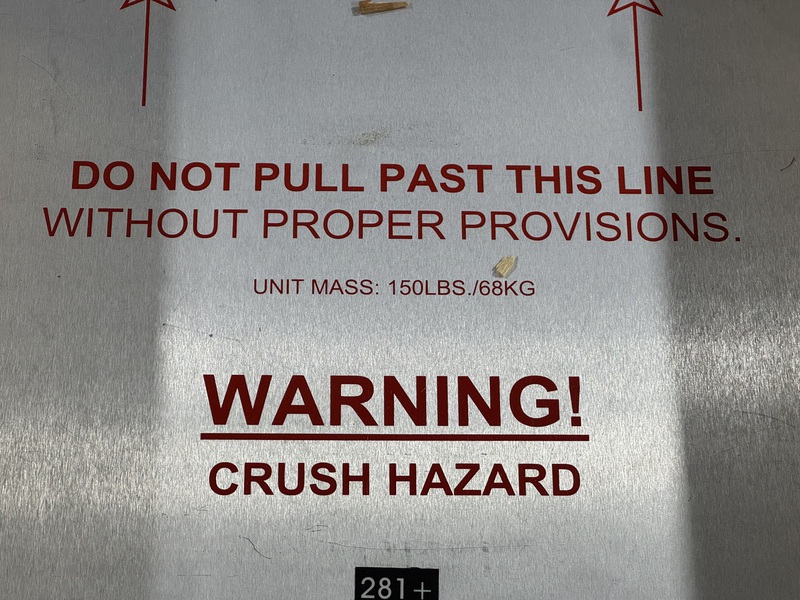 DO NOT PULL PAST THIS LINE
WITHOUT PROPER PROVISIONS.
UNIT MASS: 150LBS./68KG
WARNING!
CRUSH HAZARD
281+